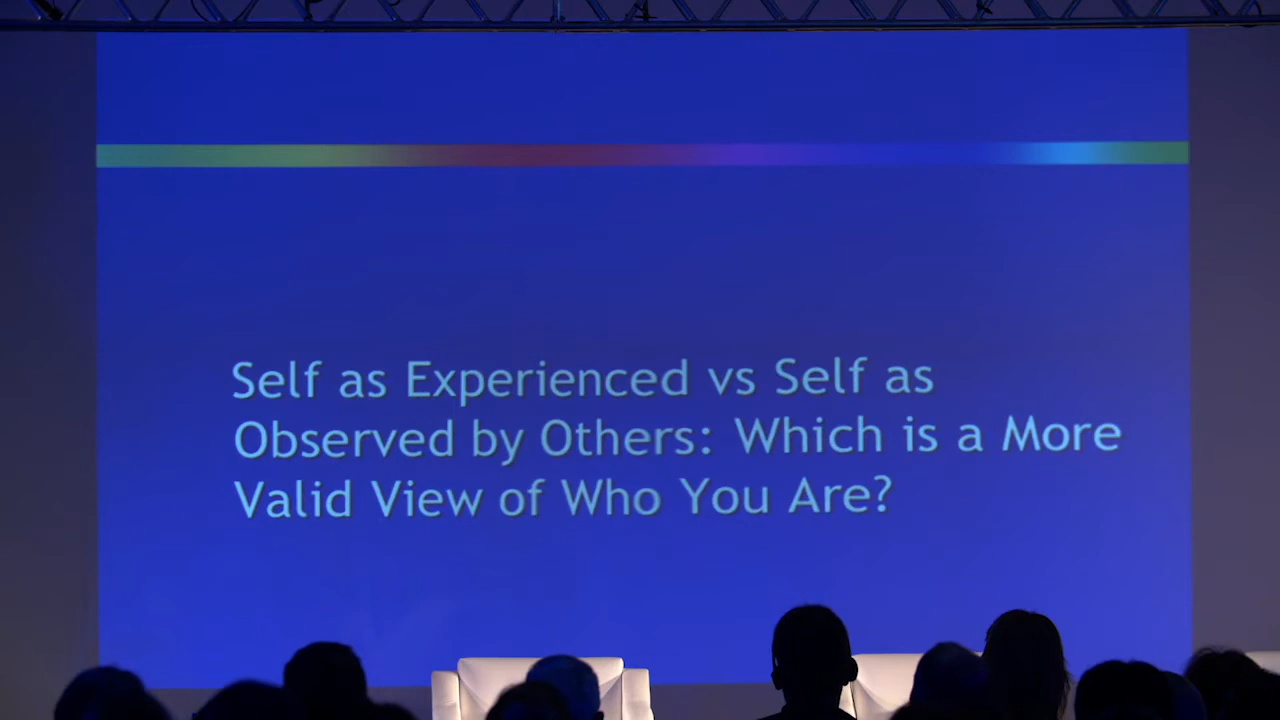 Self as Experienced vs Self as
Observed by Others: Which is a More
Valid View of Who You Are?